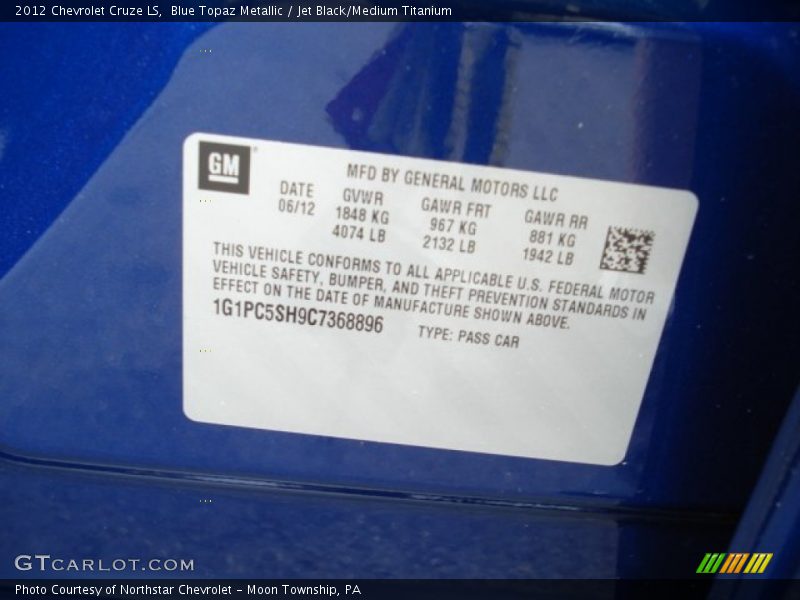 2012 Chevrolet Cruze LS, Blue Topaz Metallic / Jet Black/Medium Titanium
GM
MFD BY GENERAL MOTORS LLC
DATE GVWR GAWR FRT GAWR RR
06/12 1848 KG 967 KG 881 KG
4074 LB 2132 LB 1942 LB
THIS VEHICLE CONFORMS TO ALL APPLICABLE U.S. FEDERAL MOTOR
VEHICLE SAFETY, BUMPER, AND THEFT PREVENTION STANDARDS IN
EFFECT ON THE DATE OF MANUFACTURE SHOWN ABOVE.
1G1PC5SH9C7368896 TYPE: PASS CAR
GTCARLOT.COM
Photo Courtesy of Northstar Chevrolet - Moon Township, PA